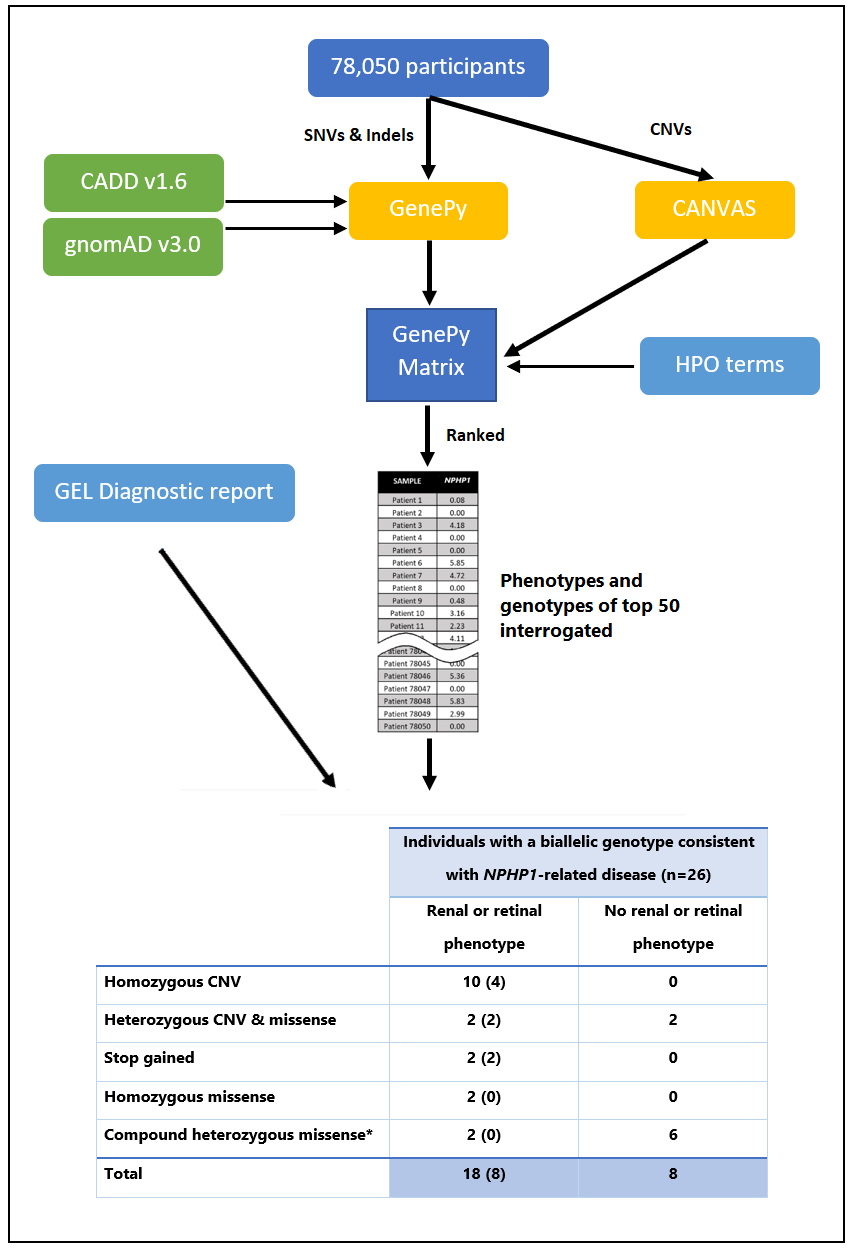 78,050 participants
SNVs & Indels
CNVs
CADD v1.6
gnomAD v3.0
GenePy
CANVAS
GenePy
Matrix
HPO terms
Ranked
GEL Diagnostic report
SAMPLE NPHP1
Patient 1 0.08
Patient 2 0.00
Patient 3 4.18
Patient 4 0.00
Patient 5 0.00
Patient 6 5.85
Patient 7 4.72
Patient 8 0.00
Patient 9 0.48
Patient 10 3.16
Patient 11 2.23
4.11
Patient 78045 0.00
Patient 78046 5.36
Patient 78047 0.00
Patient 78048 5.83
Patient 78049 2.99
Patient 78050 0.00
Phenotypes and
genotypes of top 50
interrogated
Individuals with a biallelic genotype consistent
with NPHP1-related disease (n=26)
Renal or retinal
phenotype
No renal or retinal
phenotype
Homozygous CNV 10 (4) 0
Heterozygous CNV & missense 2 (2) 2
Stop gained 2 (2) 0
Homozygous missense 2 (0) 0
Compound heterozygous missense* 2 (0) 6
Total 18 (8) 8